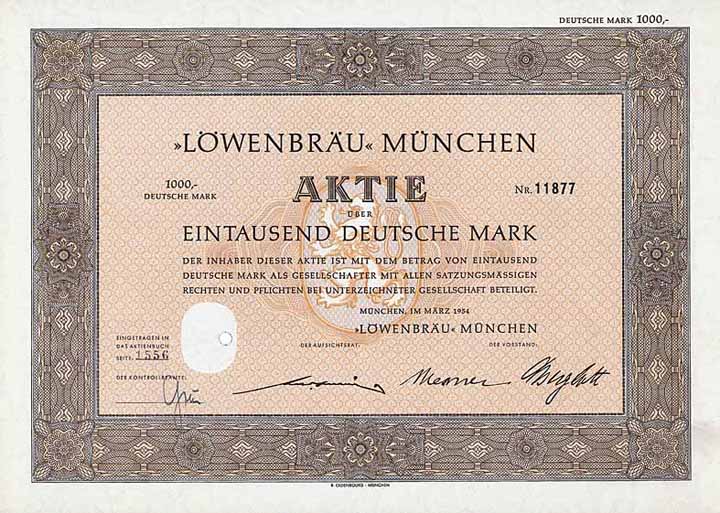 DEUTSCHE MARK 1000,-
»LÖWENBRÄU« MÜNCHEN
1000,-
DEUTSCHE MARK
AKTIE
NR. 11877
ÜBER
EINTAUSEND DEUTSCHE MARK
DER INHABER DIESER AKTIE IST MIT DEM BETRAG VON EINTAUSEND
DEUTSCHE MARK ALS GESELLSCHAFTER MIT ALLEN SATZUNGSMÄSSIGEN
RECHTEN UND PFLICHTEN BEI UNTERZEICHNETER GESELLSCHAFT BETEILIGT.
MÜNCHEN, IM MÄRZ 1954
»LÖWENBRÄU« MÜNCHEN
EINGETRAGEN IN
DAS AKTIENBUCH
SEITE 1556
DER AUFSICHTSRAT:
DER VORSTAND:
DER KONTROLLBEAMTE:
R. OLDENBOURG · MÜNCHEN